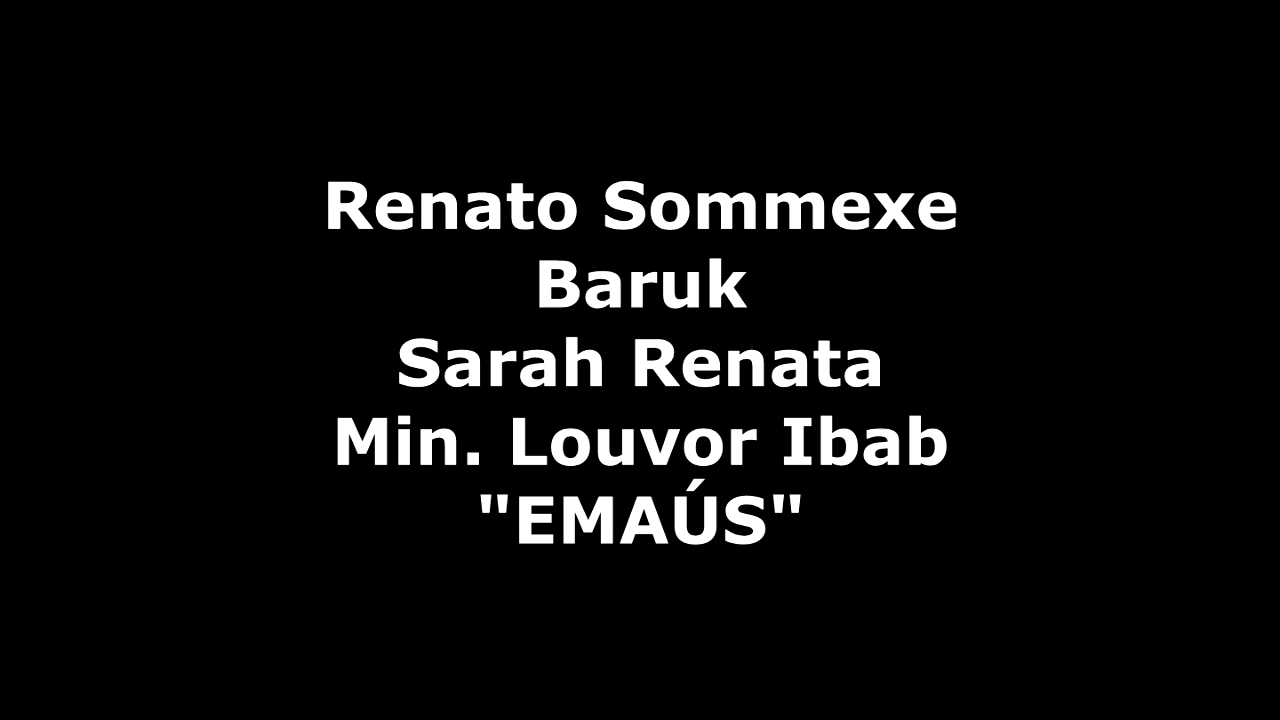 Renato Sommexe
Baruk
Sarah Renata
Min. Louvor Ibab
"EMAÚS"